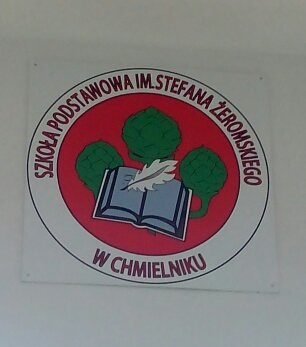 SZKOŁA PODSTAWOWA IM.STEFANA ŻEROMSKIEGO
W CHMIELNIKU